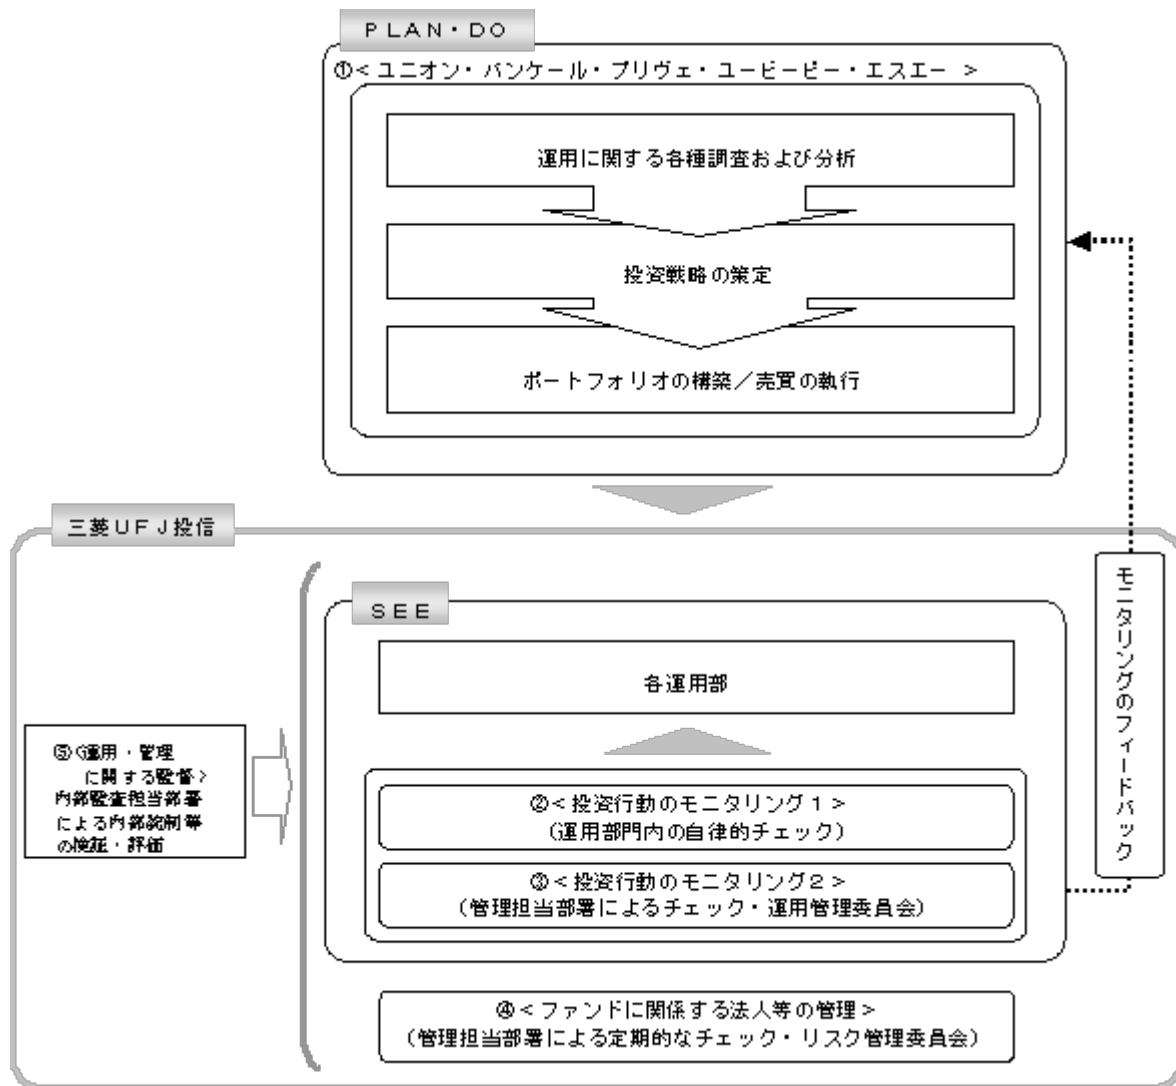 PLAN・DO
①<ユニオン・バンケール・プリヴェ・ユービーピー・エスエー >
運用に関する各種調査および分析
投資戦略の策定
ポートフォリオの構築/売買の執行
三菱UFJ投信
SEE
各運用部
②<投資行動のモニタリング1>
(運用部門内の自律的チェック)
③<投資行動のモニタリング2>
(管理担当部署によるチェック・運用管理委員会)
④<ファンドに関係する法人等の管理>
(管理担当部署による定期的なチェック・リスク管理委員会)
⑤<運用・管理
に関する監督>
内部監査担当部署
による内部統制等
の検証・評価
モニタリングのフィードバック